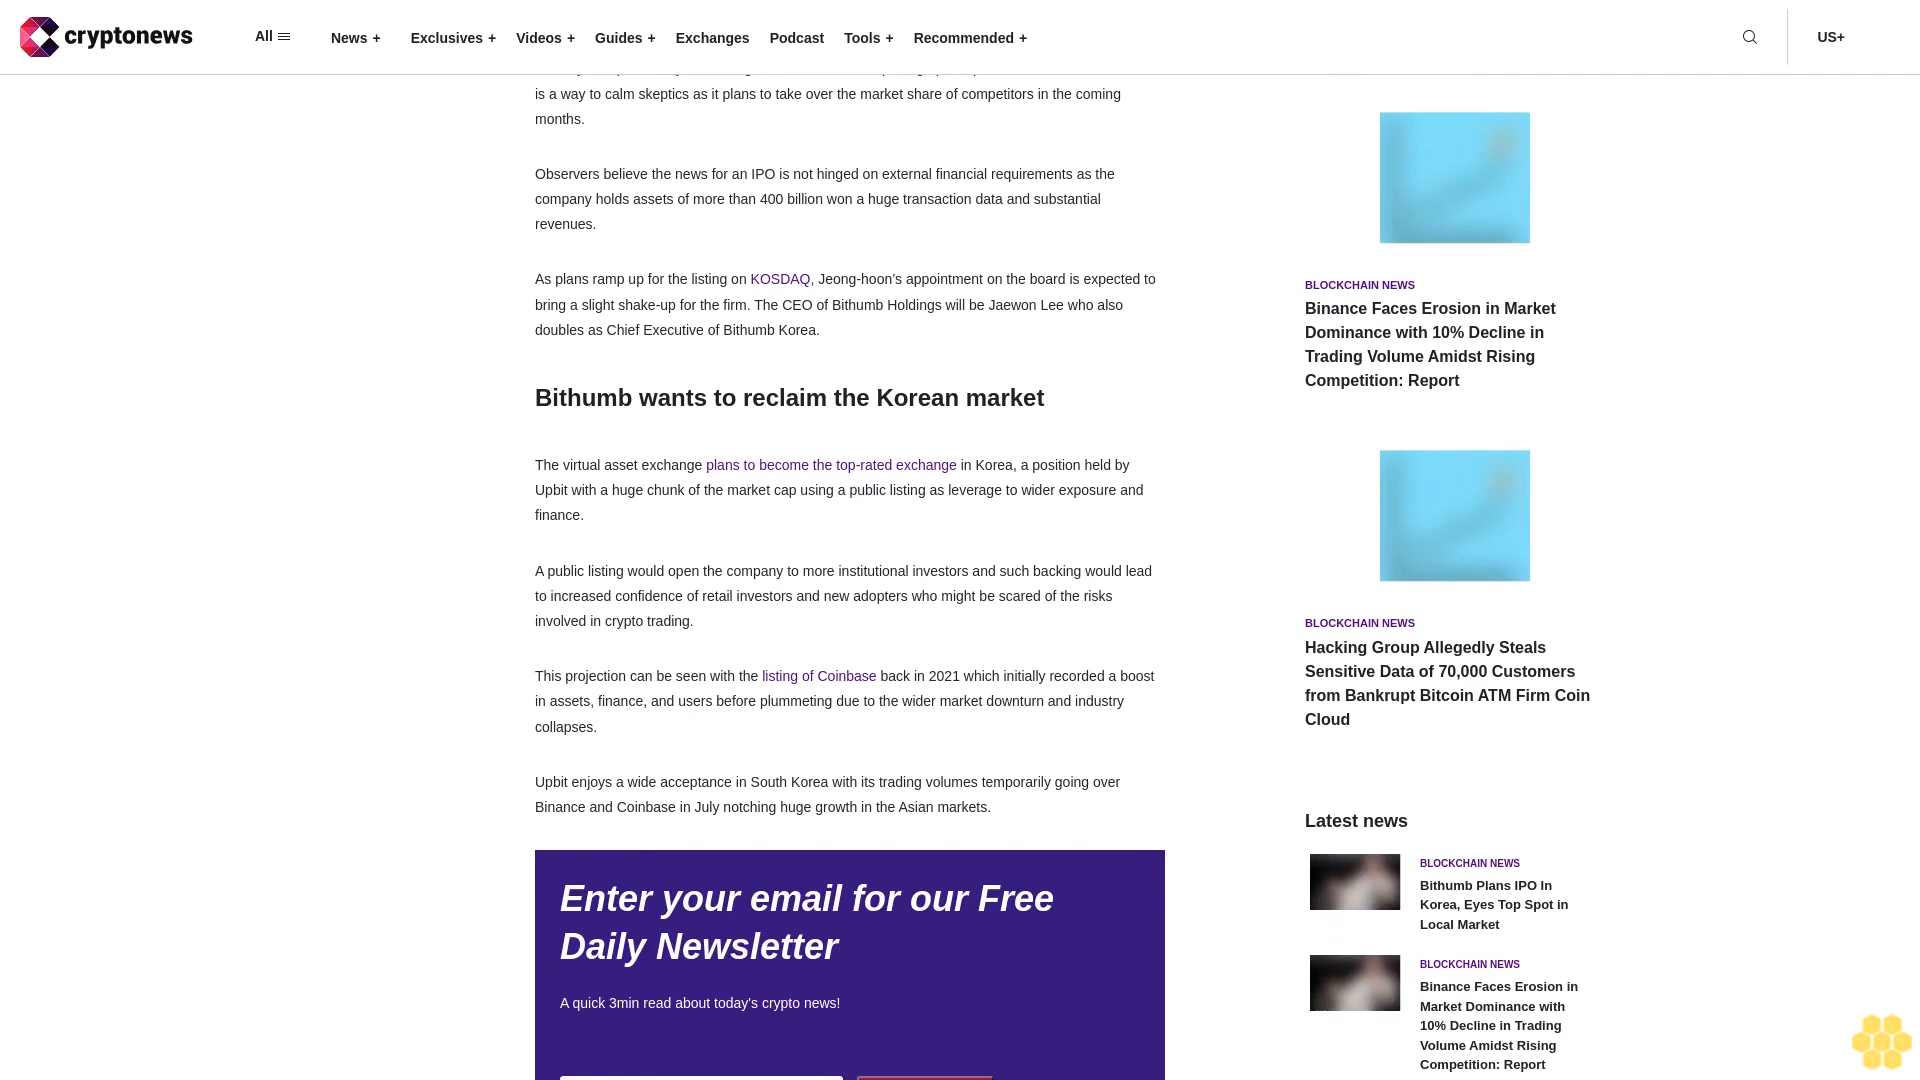 cryptonews
All
News +
Exclusives +
Videos +
Guides +
Exchanges
Podcast
Tools +
Recommended +
US+
is a way to calm skeptics as it plans to take over the market share of competitors in the coming
months.
Observers believe the news for an IPO is not hinged on external financial requirements as the
company holds assets of more than 400 billion won a huge transaction data and substantial
revenues.
As plans ramp up for the listing on KOSDAQ, Jeong-hoon’s appointment on the board is expected to
bring a slight shake-up for the firm. The CEO of Bithumb Holdings will be Jaewon Lee who also
doubles as Chief Executive of Bithumb Korea.
Bithumb wants to reclaim the Korean market
The virtual asset exchange plans to become the top-rated exchange in Korea, a position held by
Upbit with a huge chunk of the market cap using a public listing as leverage to wider exposure and
finance.
A public listing would open the company to more institutional investors and such backing would lead
to increased confidence of retail investors and new adopters who might be scared of the risks
involved in crypto trading.
This projection can be seen with the listing of Coinbase back in 2021 which initially recorded a boost
in assets, finance, and users before plummeting due to the wider market downturn and industry
collapses.
Upbit enjoys a wide acceptance in South Korea with its trading volumes temporarily going over
Binance and Coinbase in July notching huge growth in the Asian markets.
Enter your email for our Free
Daily Newsletter
A quick 3min read about today's crypto news!
BLOCKCHAIN NEWS
Binance Faces Erosion in Market
Dominance with 10% Decline in
Trading Volume Amidst Rising
Competition: Report
BLOCKCHAIN NEWS
Hacking Group Allegedly Steals
Sensitive Data of 70,000 Customers
from Bankrupt Bitcoin ATM Firm Coin
Cloud
Latest news
BLOCKCHAIN NEWS
Bithumb Plans IPO In
Korea, Eyes Top Spot in
Local Market
BLOCKCHAIN NEWS
Binance Faces Erosion in
Market Dominance with
10% Decline in Trading
Volume Amidst Rising
Competition: Report